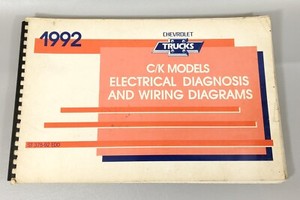 1992
CHEVROLET
TRUCKS
C/K MODELS
ELECTRICAL DIAGNOSIS
AND WIRING DIAGRAMS